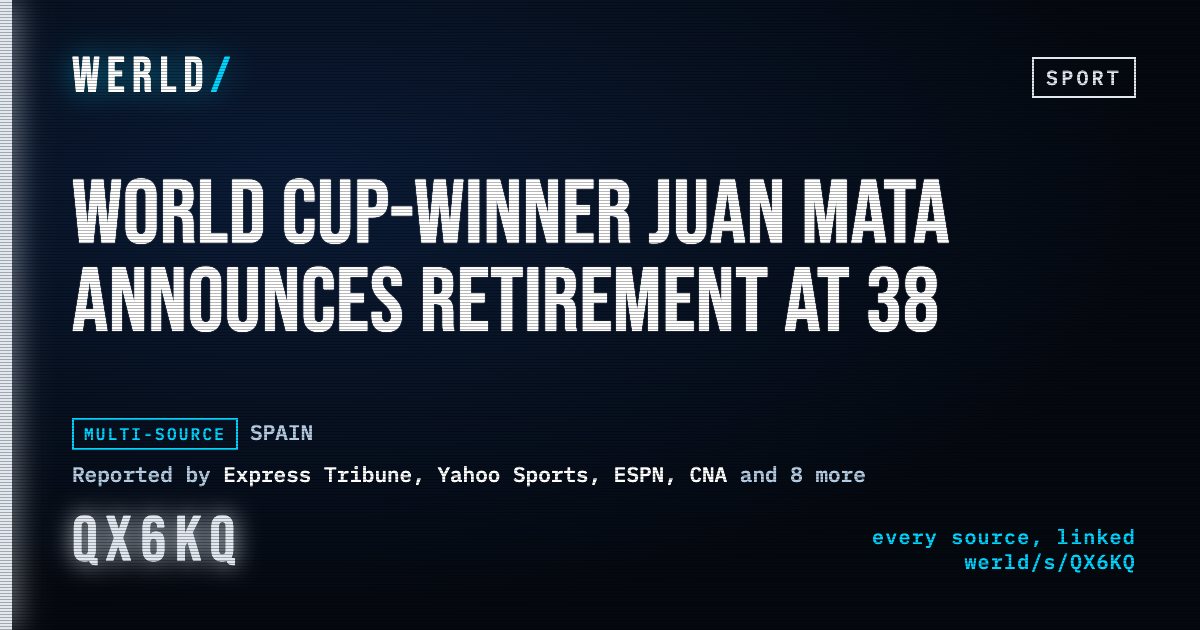 WERLD/
SPORT
WORLD CUP-WINNER JUAN MATA
ANNOUNCES RETIREMENT AT 38
MULTI-SOURCE SPAIN
Reported by Express Tribune, Yahoo Sports, ESPN, CNA and 8 more
QX6KQ
every source, linked
werld/s/QX6KQ